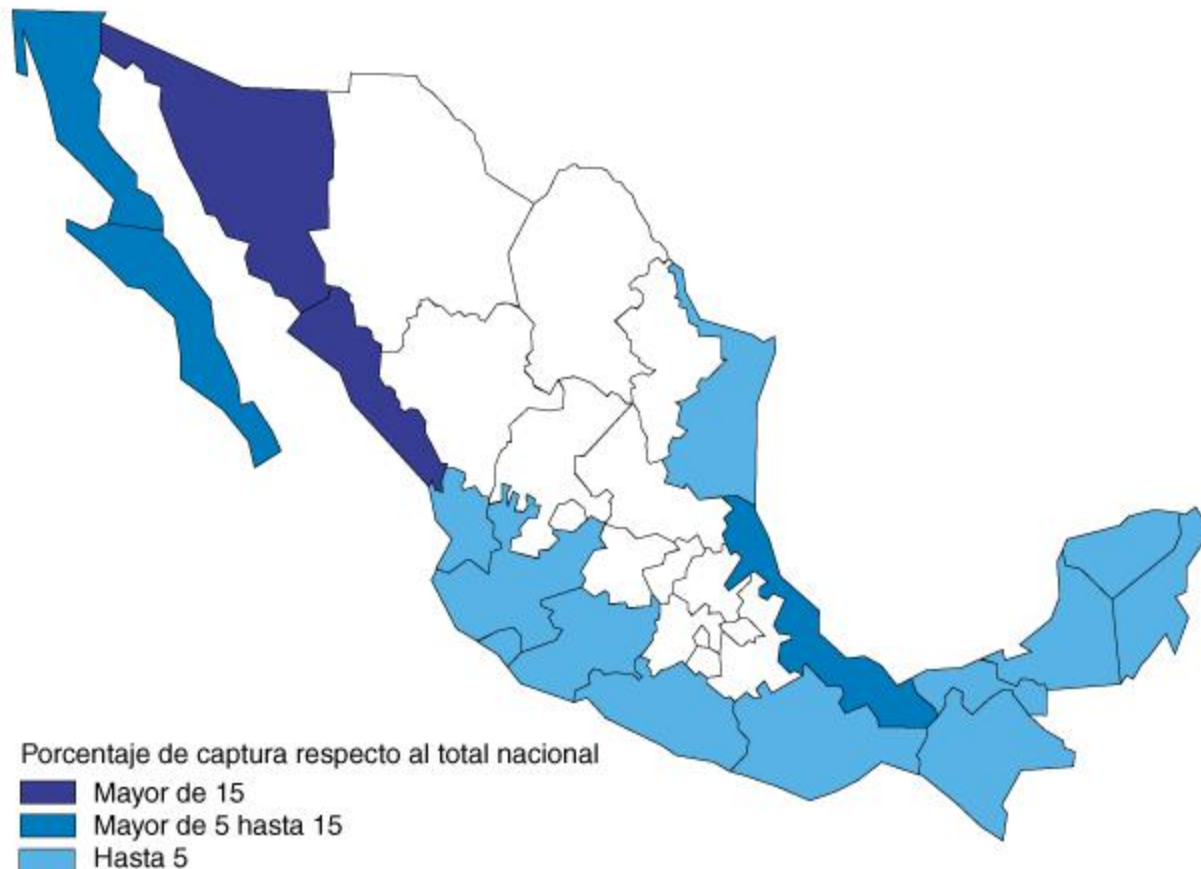 Porcentaje de captura respecto al total nacional
Mayor de 15
Mayor de 5 hasta 15
Hasta 5